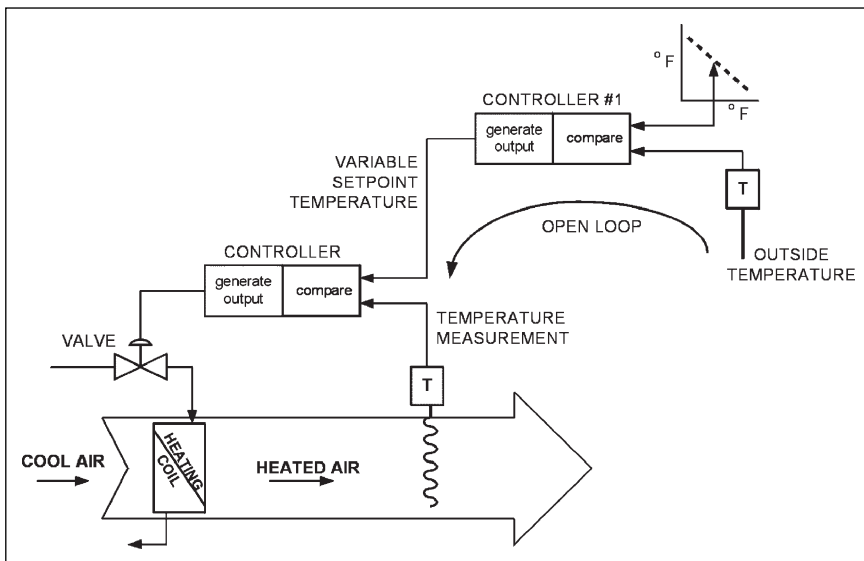 ° F
° F
CONTROLLER #1
generate
output
compare
VARIABLE
SETPOINT
TEMPERATURE
T
OPEN LOOP
OUTSIDE
TEMPERATURE
CONTROLLER
generate
output
compare
VALVE
TEMPERATURE
MEASUREMENT
T
COOL AIR
HEATING
COIL
HEATED AIR